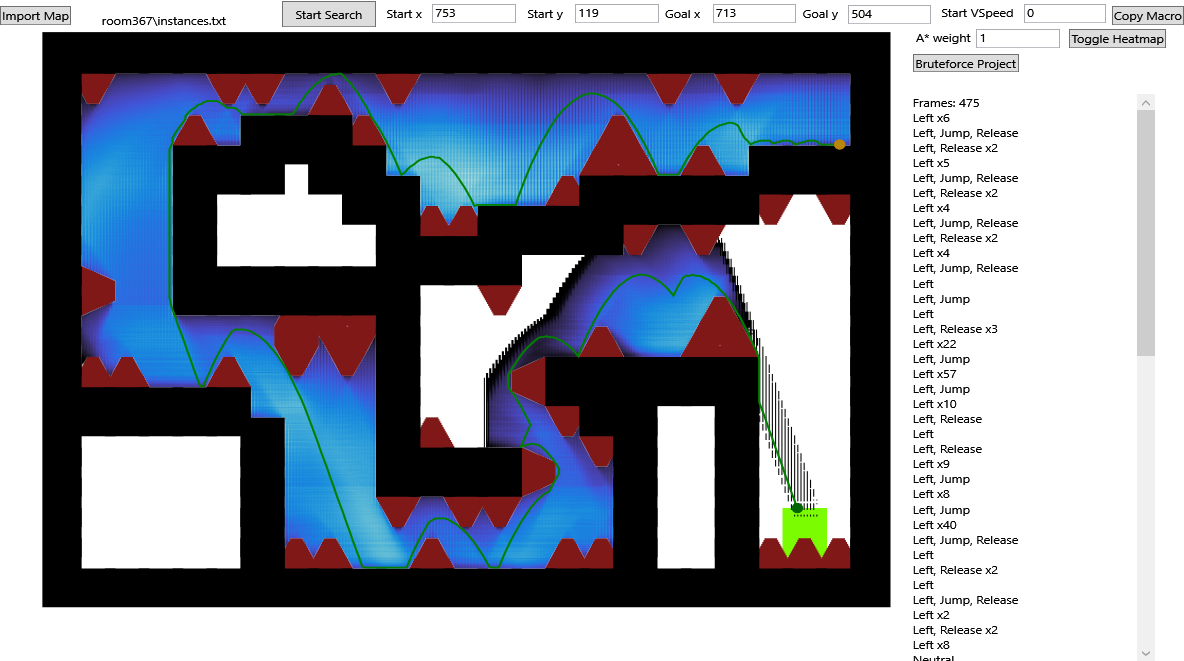 Import Map
room367\instances.txt
Start Search
Start x 753
Start y 119
Goal x 713
Goal y 504
Start VSpeed 0
Copy Macro
A* weight 1
Toggle Heatmap
Bruteforce Project
Frames: 475
Left x6
Left, Jump, Release
Left, Release x2
Left x5
Left, Jump, Release
Left, Release x2
Left x4
Left, Jump, Release
Left, Release x2
Left x4
Left, Jump, Release
Left
Left, Jump
Left
Left, Release x3
Left x22
Left, Jump
Left x57
Left, Jump
Left x10
Left, Release
Left
Left, Release
Left x9
Left, Jump
Left x8
Left, Jump
Left x40
Left, Jump, Release
Left
Left, Release x2
Left
Left, Jump, Release
Left x2
Left, Release x2
Left x8
Neutral